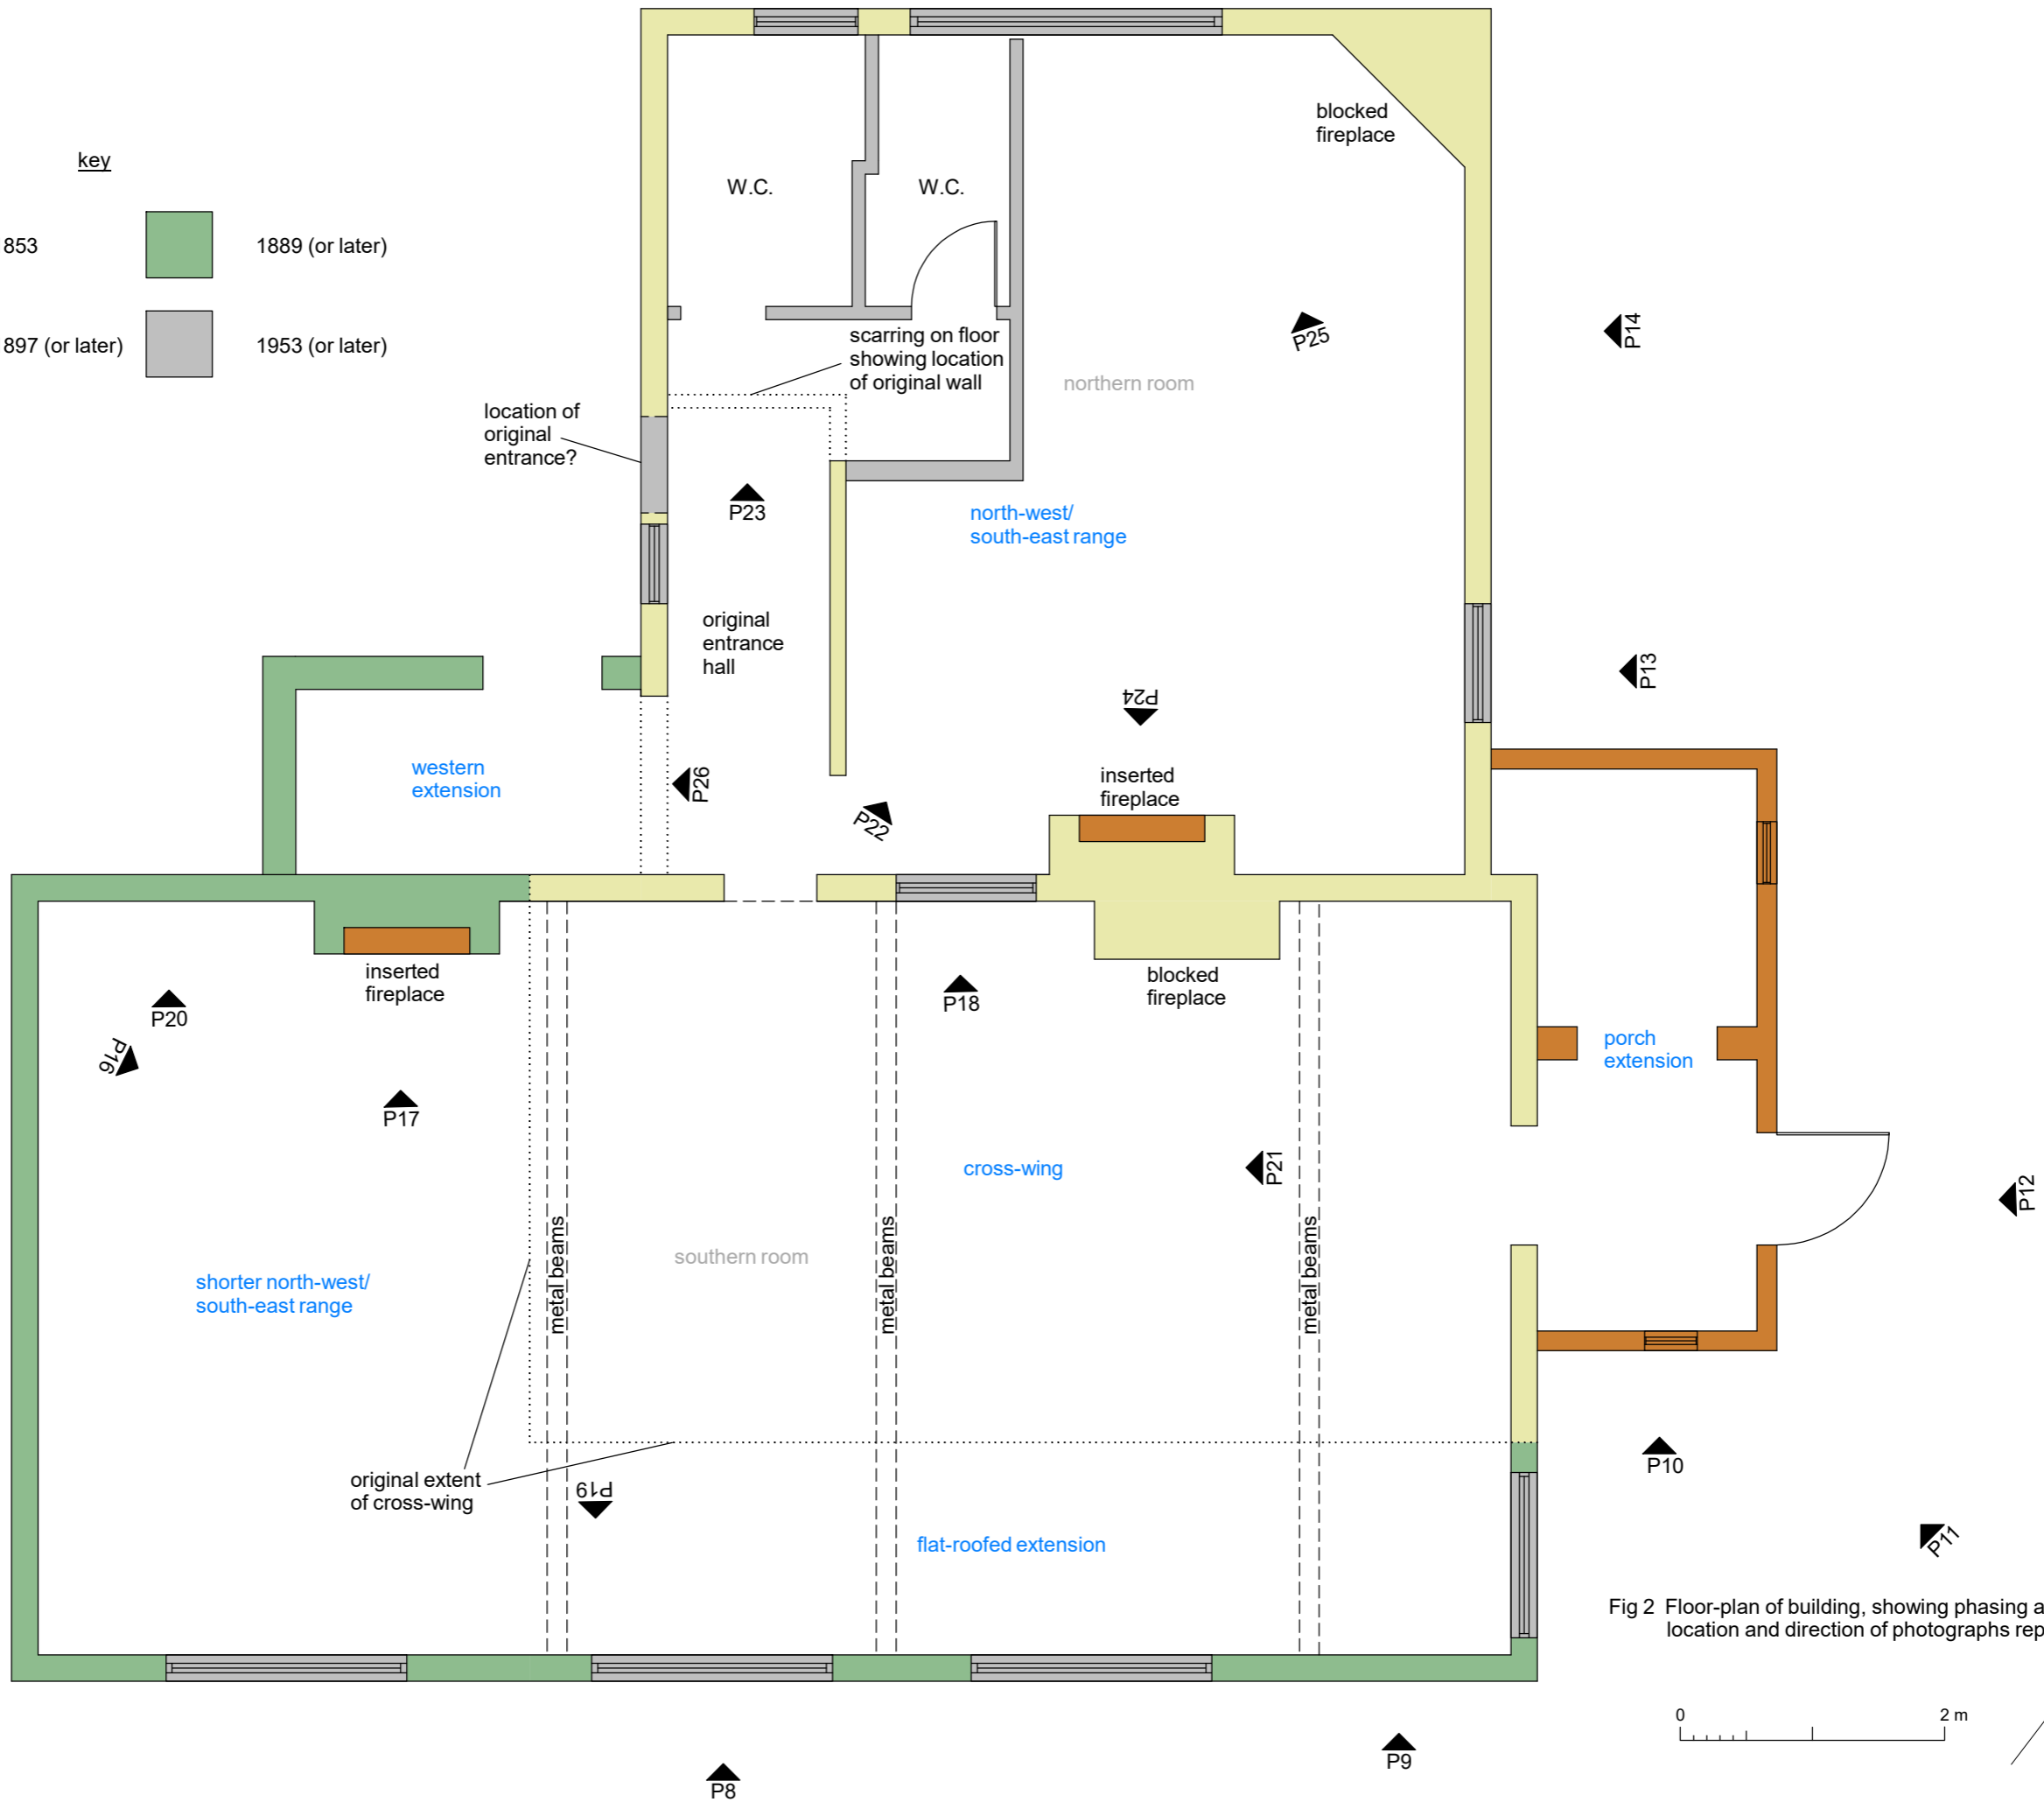 key
853
1889 (or later)
897 (or later)
1953 (or later)
blocked
fireplace
W.C.
W.C.
scarring on floor
showing location
of original wall
P25
P14
northern room
location of
original
entrance?
P23
north-west/
south-east range
original
entrance
hall
P13
P24
western
extension
P26
P22
inserted
fireplace
inserted
fireplace
blocked
fireplace
P20
P16
P17
P18
porch
extension
cross-wing
P21
P12
metal beams
metal beams
metal beams
southern room
shorter north-west/
south-east range
original extent
of cross-wing
P19
P10
flat-roofed extension
P11
Fig 2 Floor-plan of building, showing phasing a
location and direction of photographs rep
0
2 m
P9
P8